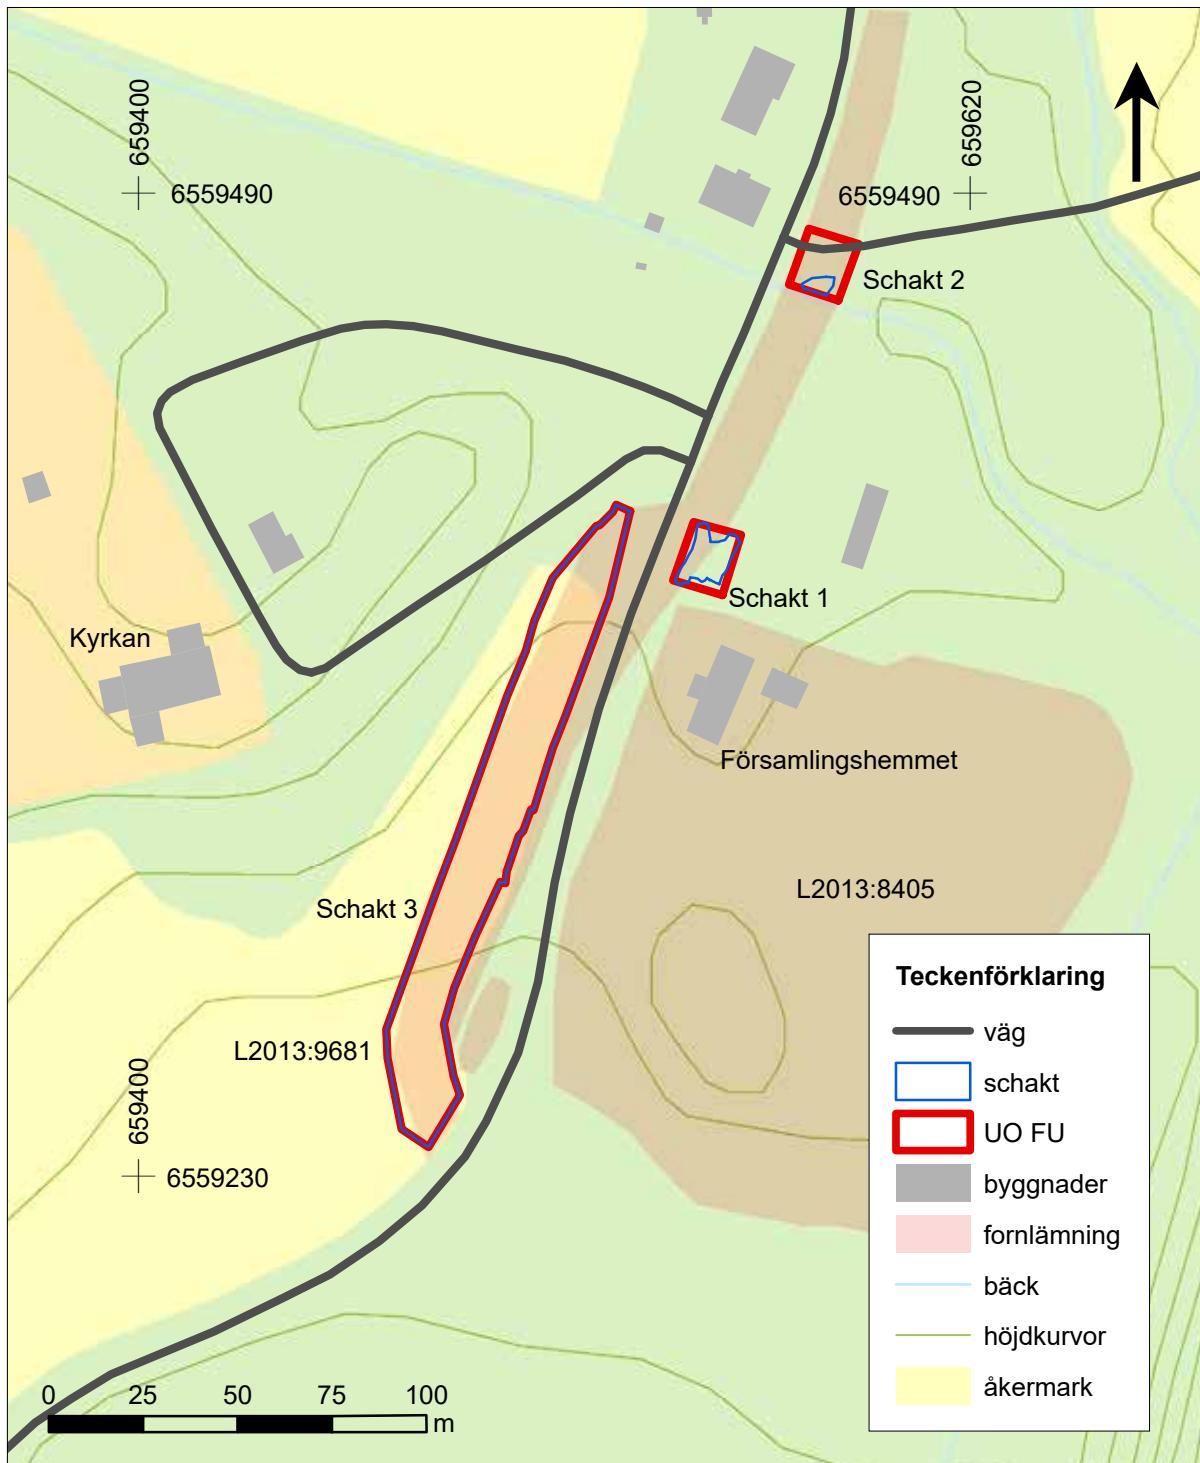 659400
659620
6559490
6559490
Schakt 2
Schakt 1
Kyrkan
Församlingshemmet
L2013:8405
Schakt 3
Teckenförklaring
väg
schakt
UO FU
byggnader
fornlämning
bäck
höjdkurvor
åkermark
L2013:9681
659400
6559230
0 25 50 75 100
m